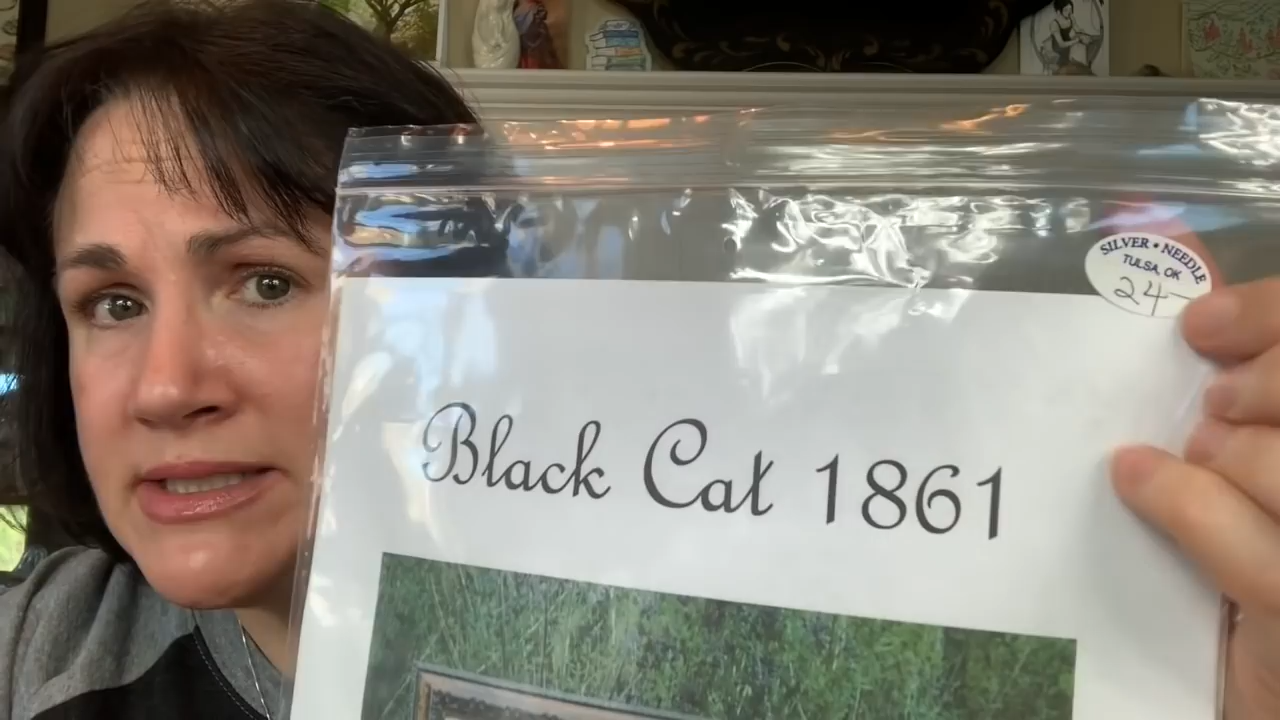 SILVER • NEEDLE
TULSA, OK
24-
Black Cat 1861